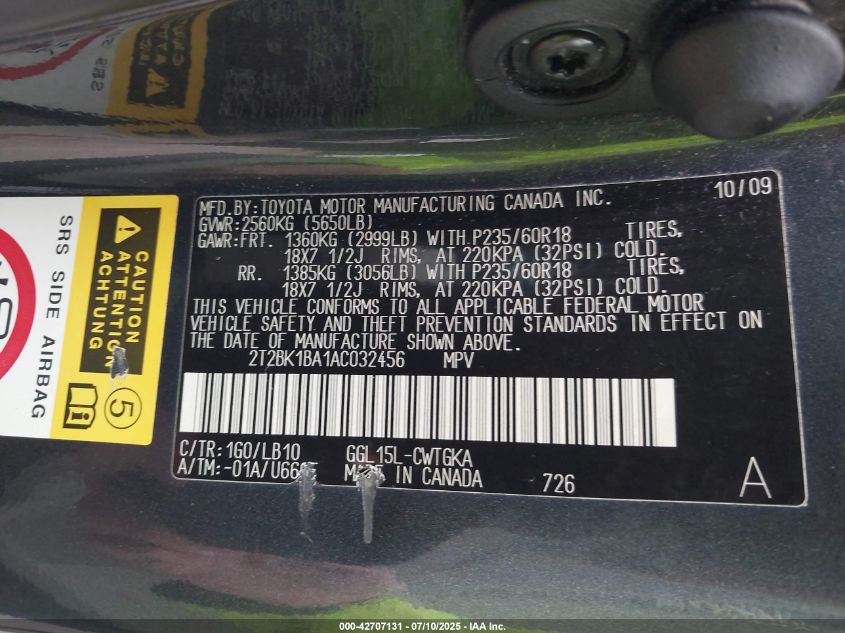 MFD.BY:TOYOTA MOTOR MANUFACTURING CANADA INC. 10/09
GVWR:2560KG (5650LB)
GAWR:FRT. 1360KG (2999LB) WITH P235/60R18 TIRES,
18X7 1/2J RIMS, AT 220KPA (32PSI) COLD.
RR. 1385KG (3056LB) WITH P235/60R18 TIRES,
18X7 1/2J RIMS, AT 220KPA (32PSI) COLD.
THIS VEHICLE CONFORMS TO ALL APPLICABLE FEDERAL MOTOR
VEHICLE SAFETY AND THEFT PREVENTION STANDARDS IN EFFECT ON
THE DATE OF MANUFACTURE SHOWN ABOVE.
2T2BK1BA1AC032456 MPV
C/TR:1G0/LB10 GGL15L-CWTGKA
A/TM:-01A/ MADE IN CANADA 726 A
SRS SIDE AIRBAG
CAUTION
ATTENTION
ACHTUNG
5
000-42707131 - 07/10/2025 - © IAA Inc.